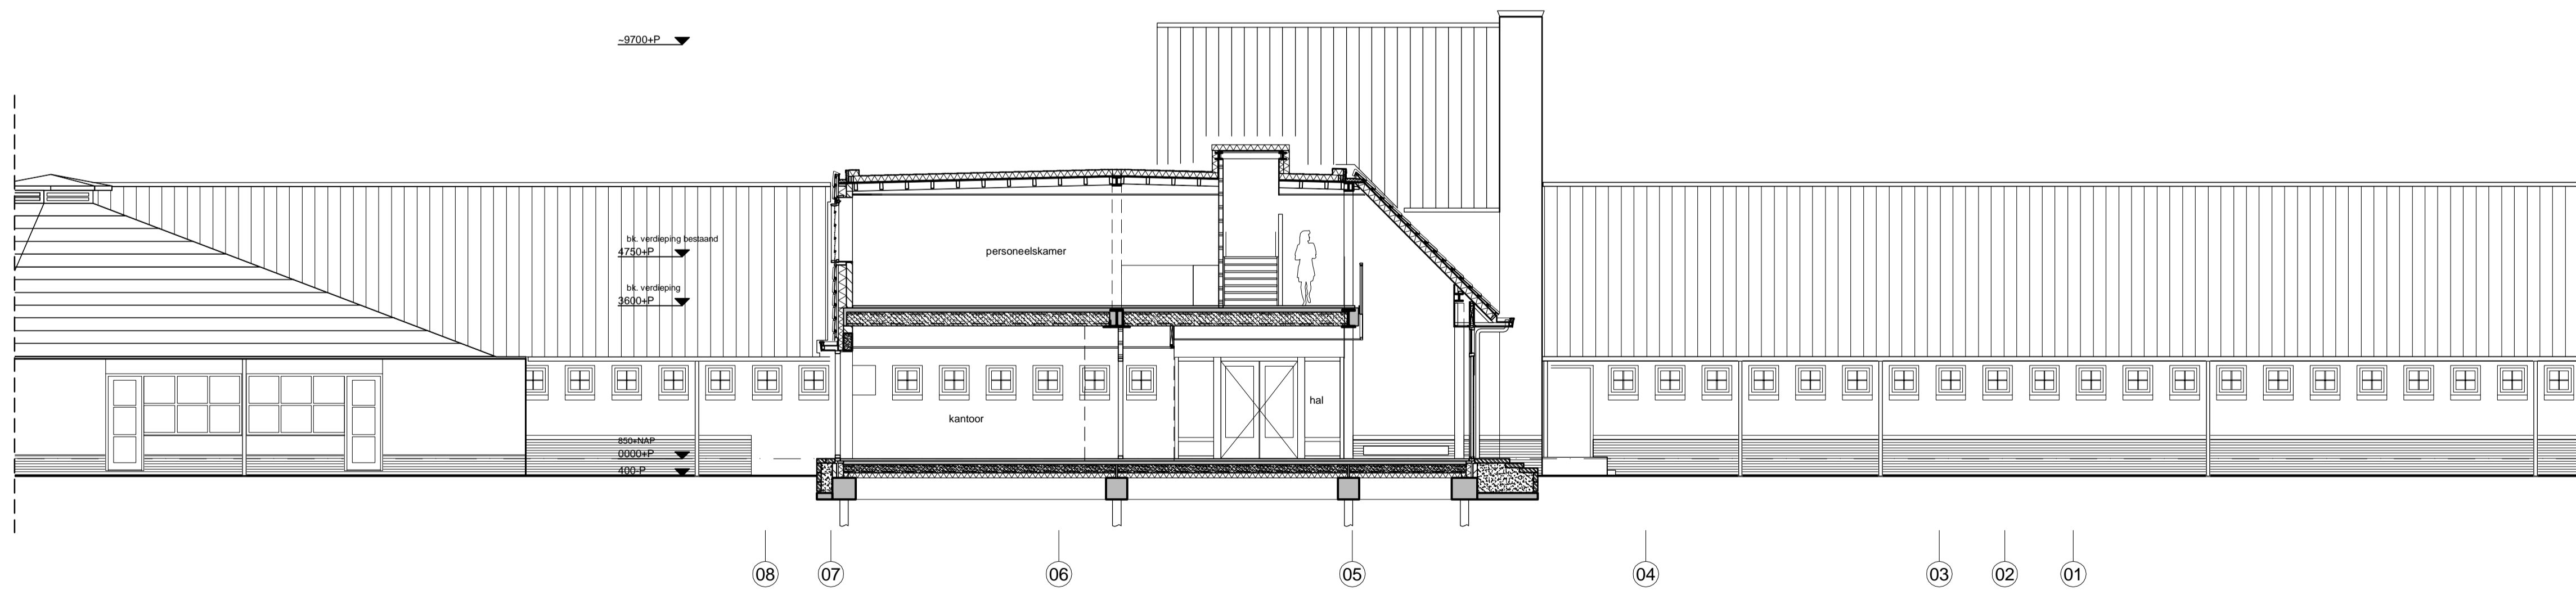 ~9700+P
bk. verdieping bestaand
4750+P
personeelskamer
bk. verdieping
3600+P
hal
kantoor
850+NAP
0000+P
400-P
08 07 06 05 04 03 02 01